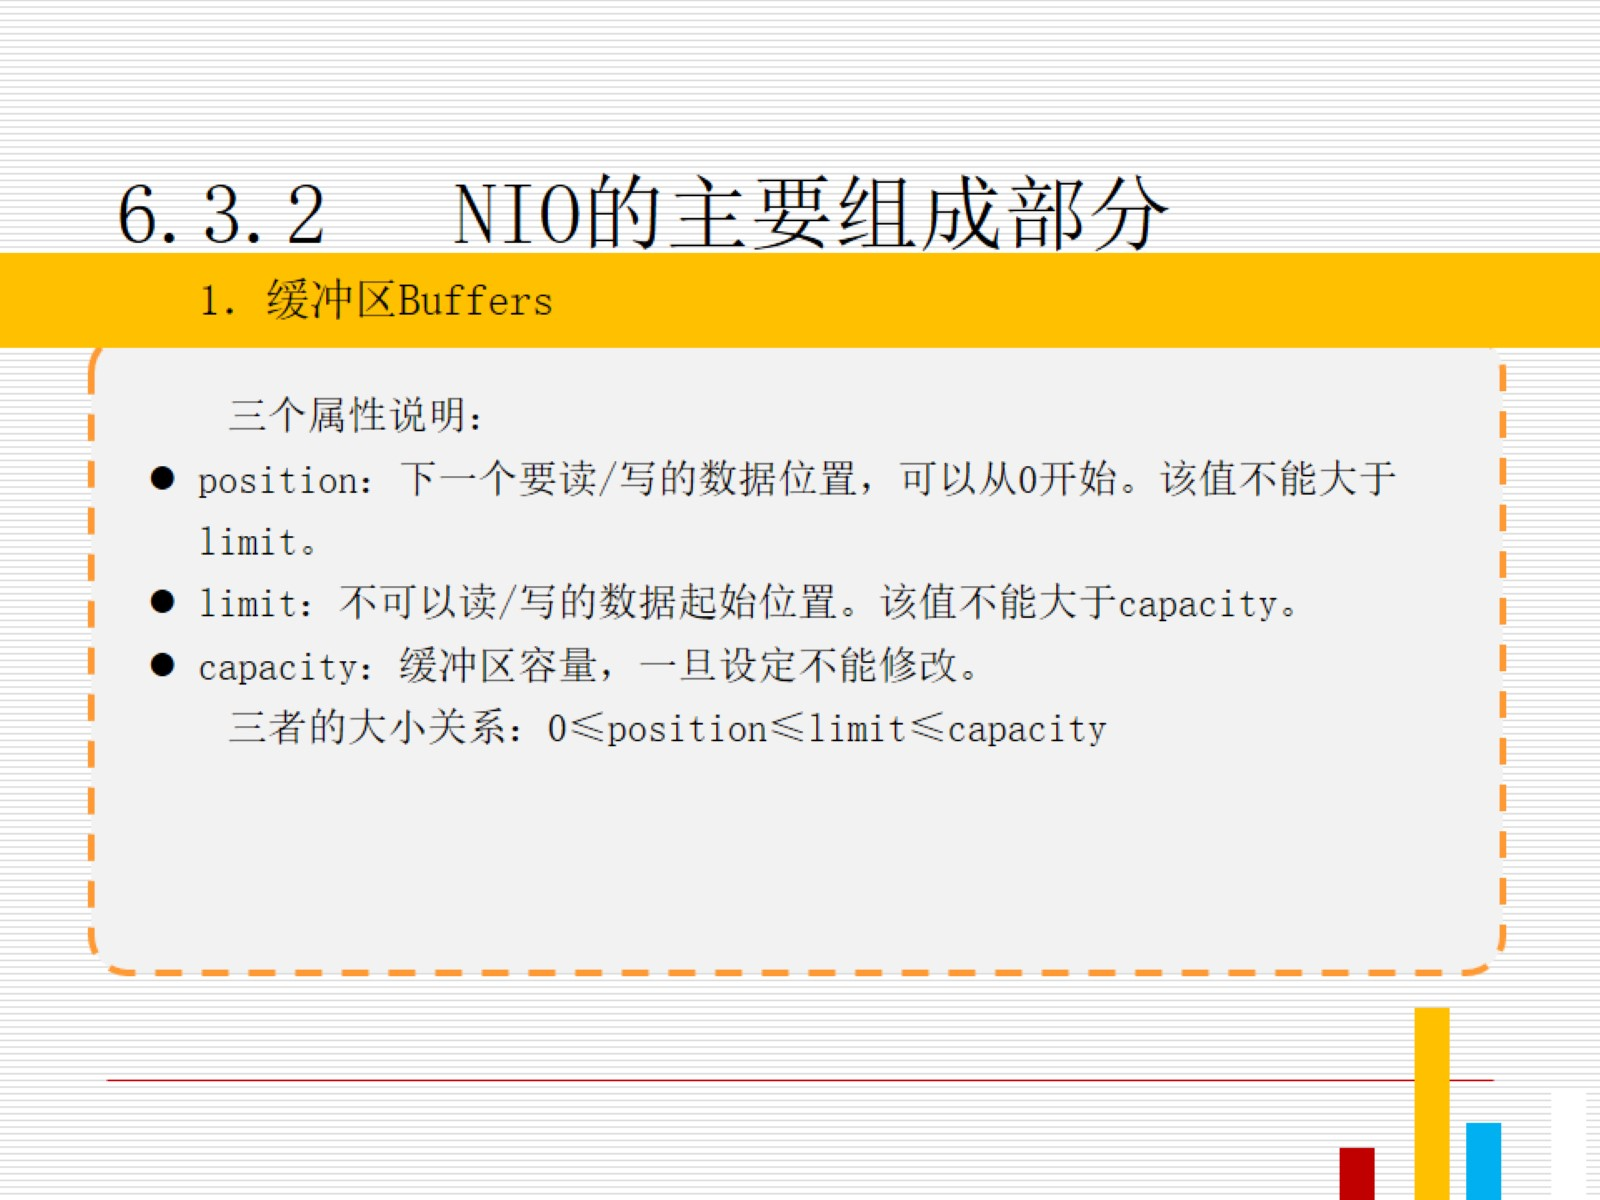 6.3.2 NIO的主要组成部分
1. 缓冲区Buffers
三个属性说明：
● position：下一个要读/写的数据位置，可以从0开始。该值不能大于
limit。
● limit：不可以读/写的数据起始位置。该值不能大于capacity。
● capacity：缓冲区容量，一旦设定不能修改。
三者的大小关系：0≤position≤limit≤capacity